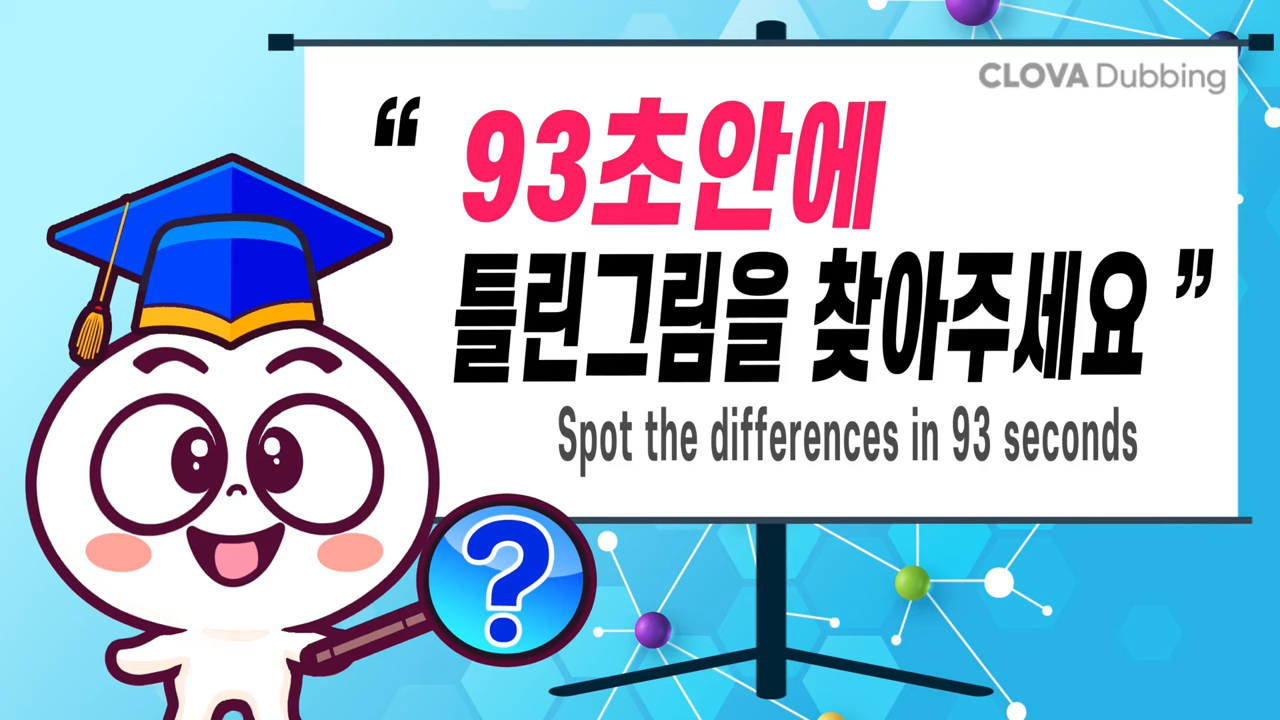 CLOVA Dubbing
“ 93초안에
틀린그림을 찾아주세요 ”
Spot the differences in 93 seconds
?